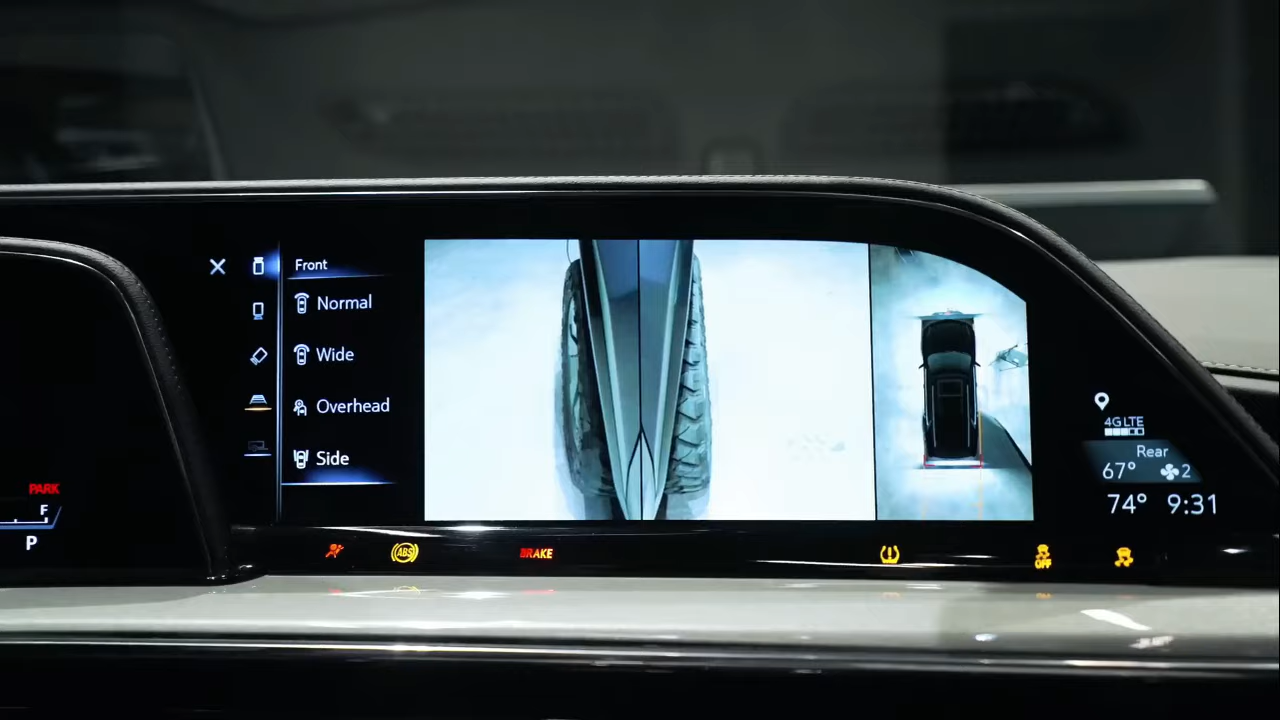 Front
Normal
Wide
Overhead
Side
4G LTE
Rear
67° 2
74° 9:31
PARK
F
P
ABS
BRAKE
OFF